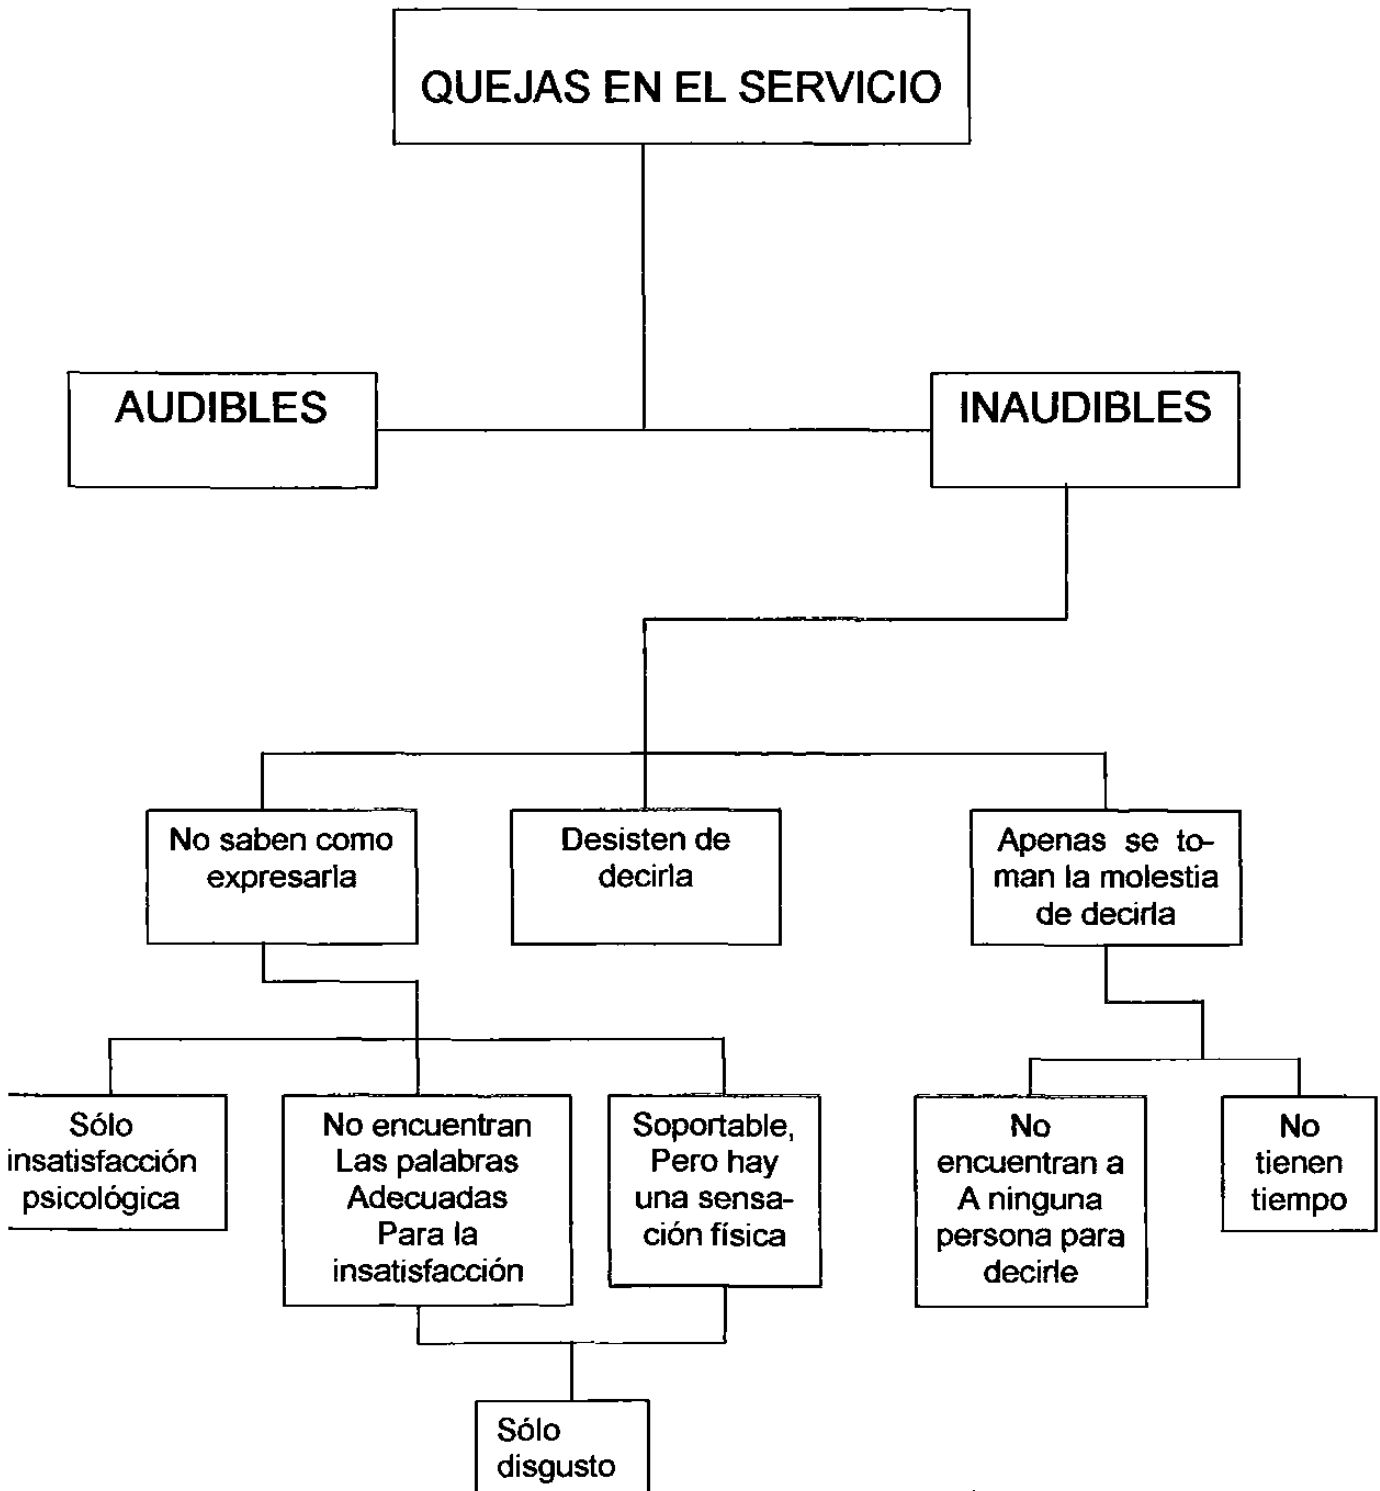 QUEJAS EN EL SERVICIO
AUDIBLES
INAUDIBLES
No saben como
expresarla
Desisten de
decirla
Apenas se to-
man la molestia
de decirla
Sólo
insatisfacción
psicológica
No encuentran
Las palabras
Adecuadas
Para la
insatisfacción
Soportable,
Pero hay
una sensa-
ción física
No
encuentran a
A ninguna
persona para
decirle
No
tienen
tiempo
Sólo
disgusto